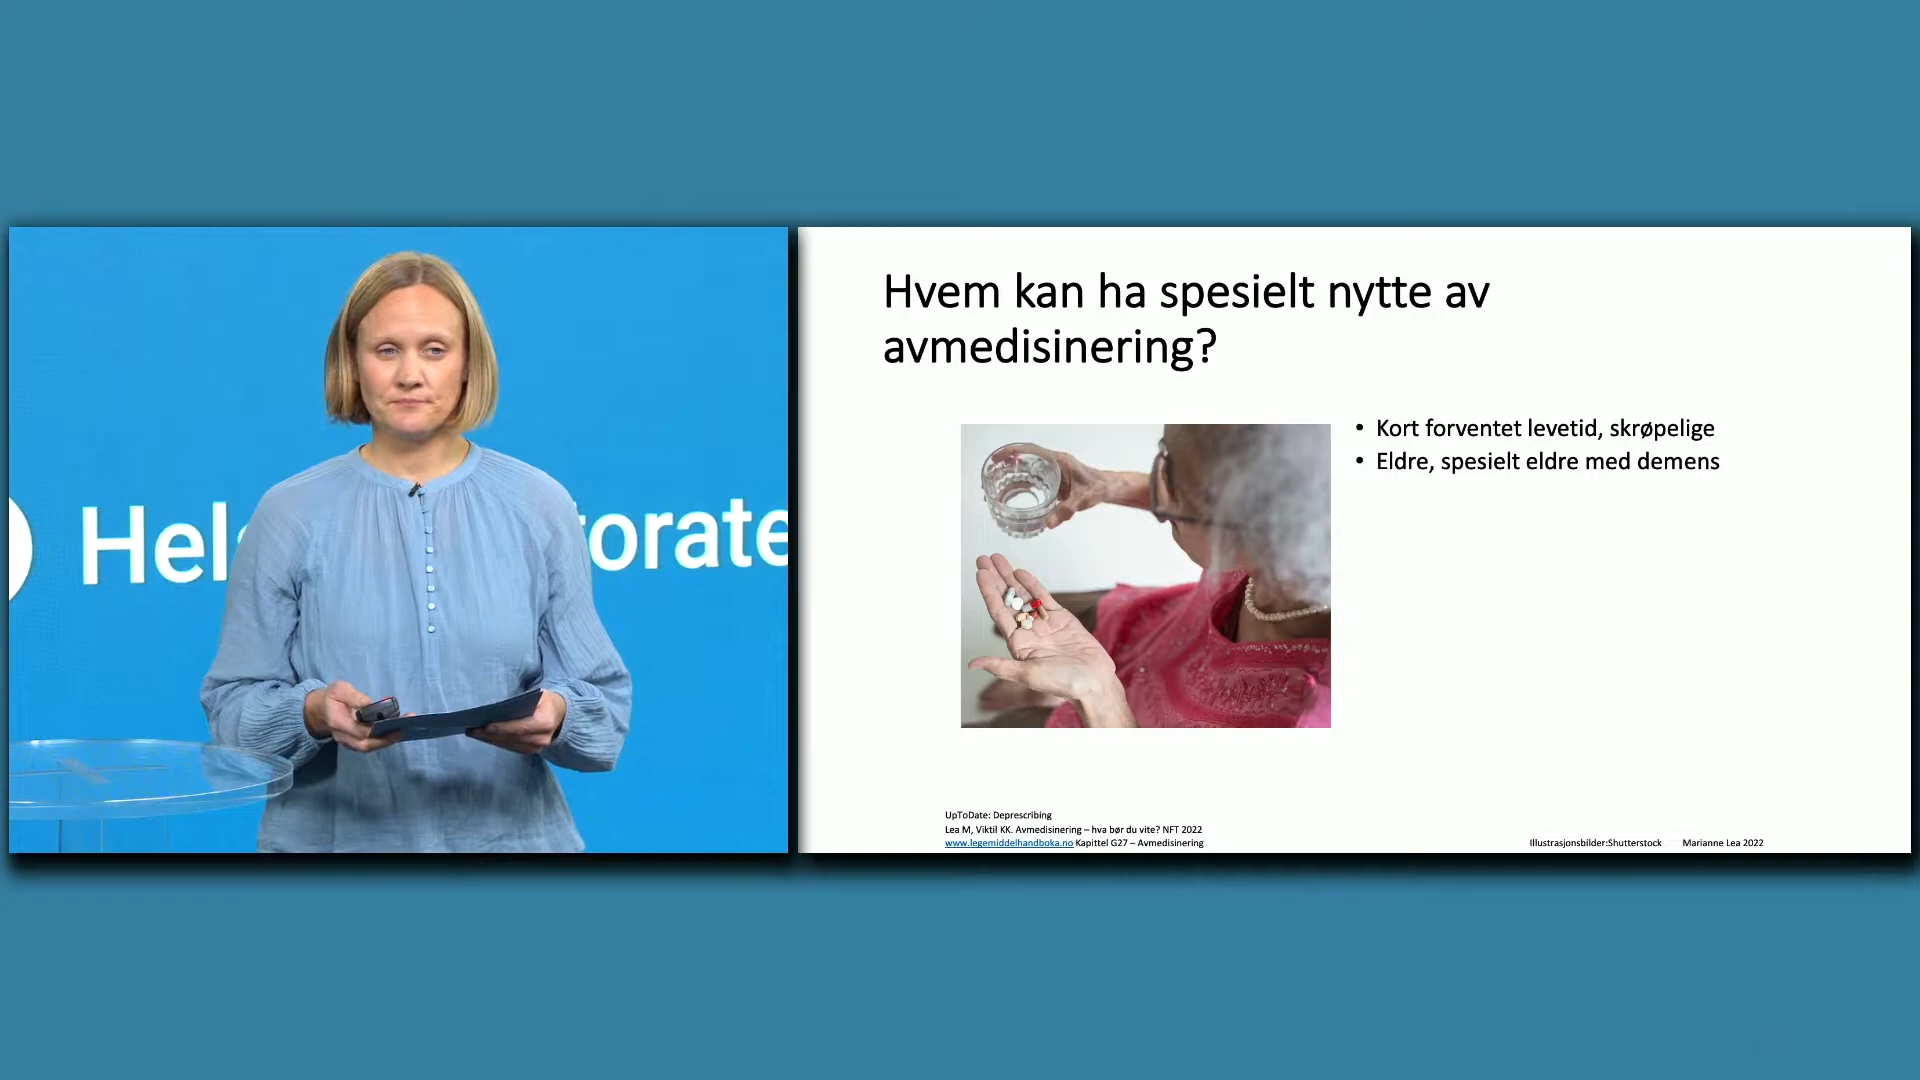 Hvem kan ha spesielt nytte av
avmedisinering?
• Kort forventet levetid, skrøpelige
• Eldre, spesielt eldre med demens
UpToDate: Deprescribing
Lea M, Viktil KK. Avmedisinering – hva bør du vite? NFT 2022
www.legemiddelhandboka.no Kapittel G27 – Avmedisinering
Illustrasjonsbilder:Shutterstock Marianne Lea 2022